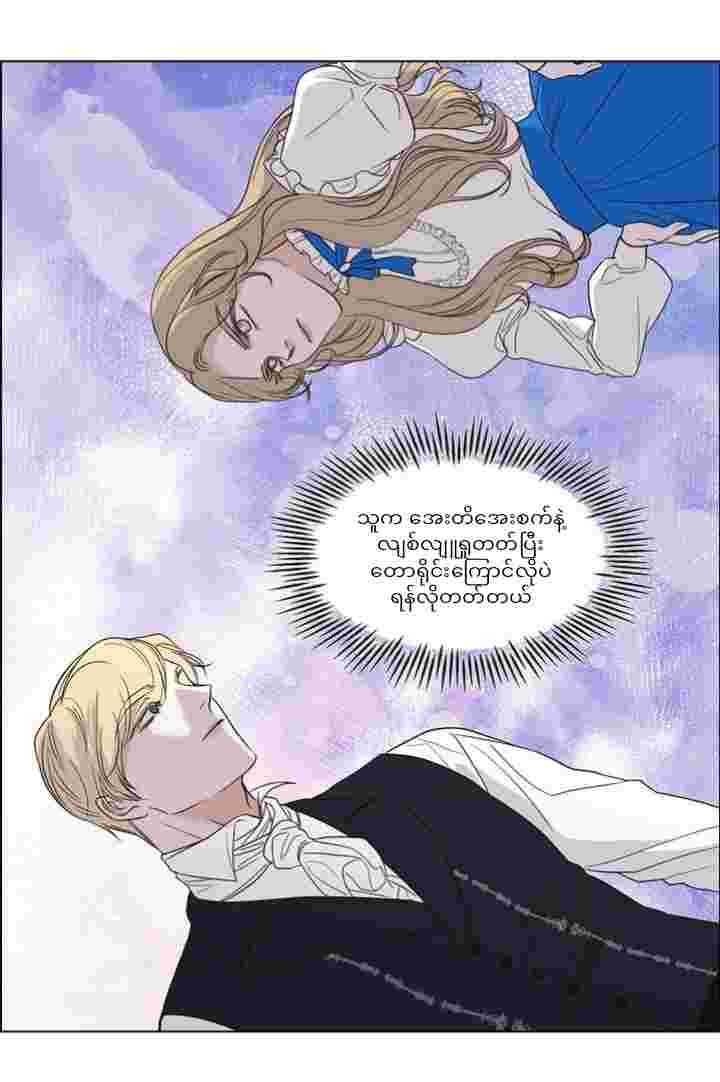 သူက အေးတိအေးစက်နဲ့
လျစ်လျူရှုတတ်ပြီး
တောရိုင်းကြောင်လိုပဲ
ရန်လိုတတ်တယ်